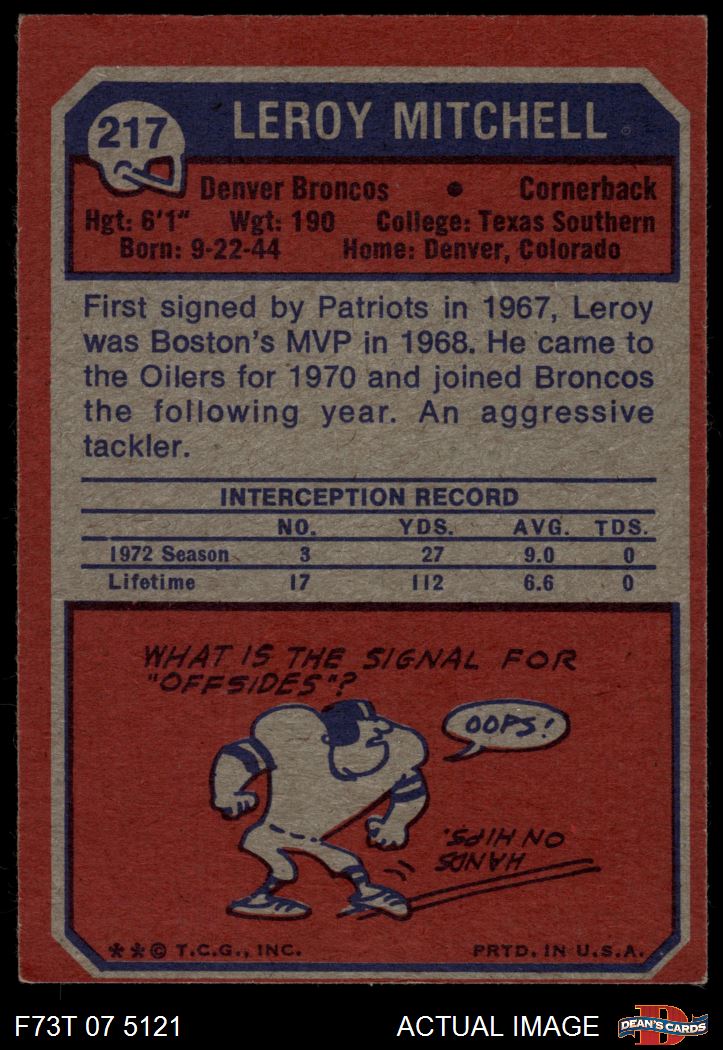 217
LEROY MITCHELL
Denver Broncos • Cornerback
Hgt: 6'1" Wgt: 190 College: Texas Southern
Born: 9-22-44 Home: Denver, Colorado
First signed by Patriots in 1967, Leroy
was Boston's MVP in 1968. He came to
the Oilers for 1970 and joined Broncos
the following year. An aggressive
tackler.
INTERCEPTION RECORD
NO. YDS. AVG. TDS.
1972 Season 3 27 9.0 0
Lifetime 17 112 6.6 0
WHAT IS THE SIGNAL FOR
"OFFSIDES"?
OOPS!
HANDS
ON HIPS.
** © T.C.G., INC. PRTD. IN U.S.A.
F73T 07 5121 ACTUAL IMAGE
D
DEAN'S CARDS